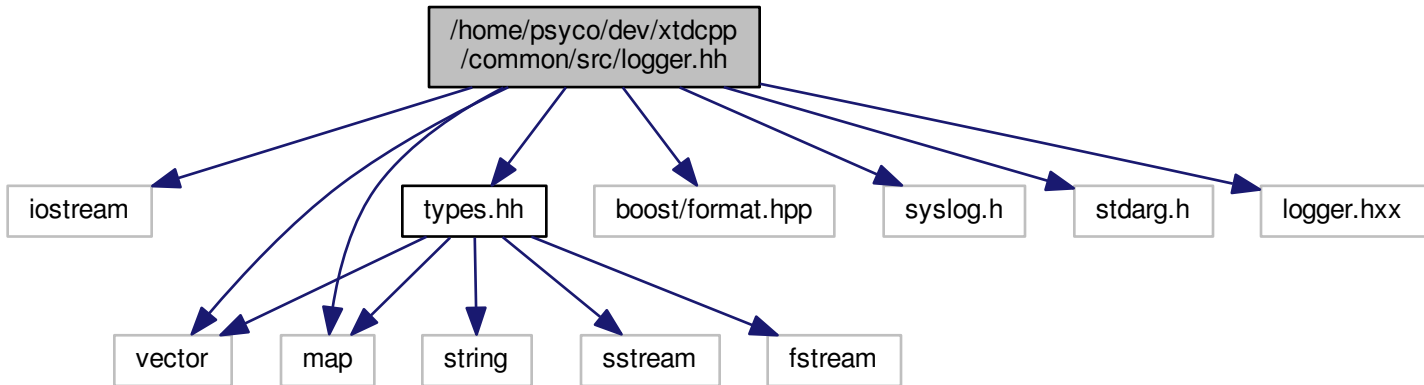 /home/psyco/dev/xtdcpp
/common/src/logger.hh
iostream
types.hh
boost/format.hpp
syslog.h
stdarg.h
logger.hxx
vector
map
string
sstream
fstream